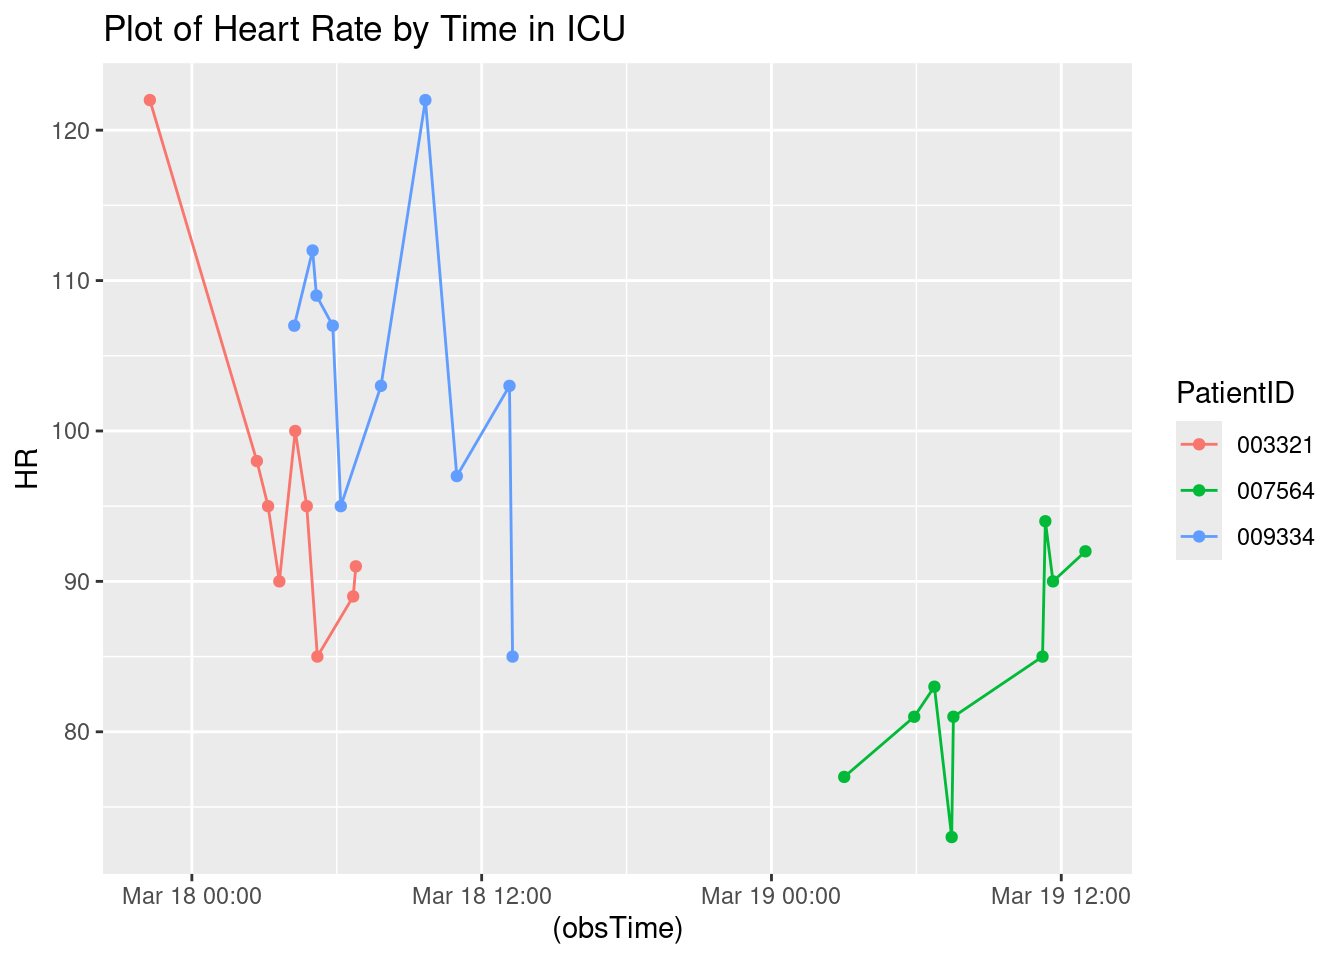 Plot of Heart Rate by Time in ICU
120
110
100
90
80
HR
Mar 18 00:00
Mar 18 12:00
Mar 19 00:00
Mar 19 12:00
(obsTime)
PatientID
003321
007564
009334